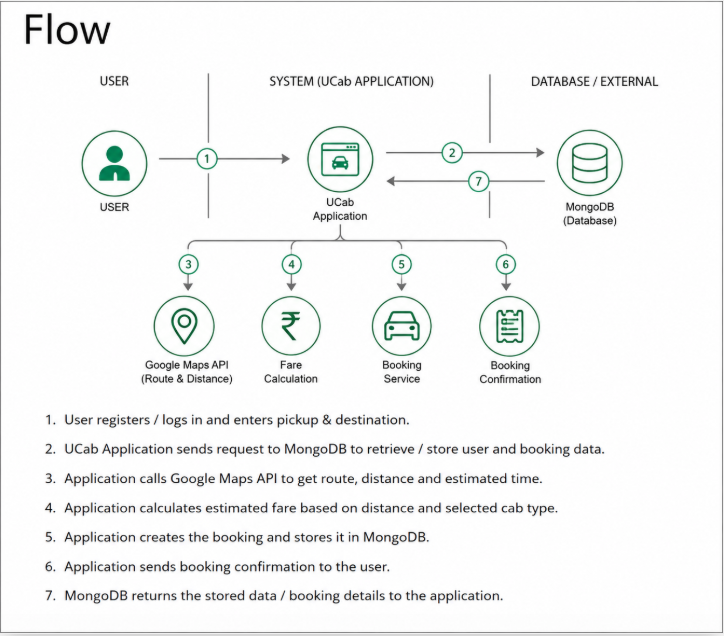 Flow
USER
SYSTEM (UCab APPLICATION)
DATABASE / EXTERNAL
1
2
7
USER
UCab
Application
MongoDB
(Database)
3
4
5
6
₹
Google Maps API
(Route & Distance)
Fare
Calculation
Booking
Service
Booking
Confirmation
1. User registers / logs in and enters pickup & destination.
2. UCab Application sends request to MongoDB to retrieve / store user and booking data.
3. Application calls Google Maps API to get route, distance and estimated time.
4. Application calculates estimated fare based on distance and selected cab type.
5. Application creates the booking and stores it in MongoDB.
6. Application sends booking confirmation to the user.
7. MongoDB returns the stored data / booking details to the application.